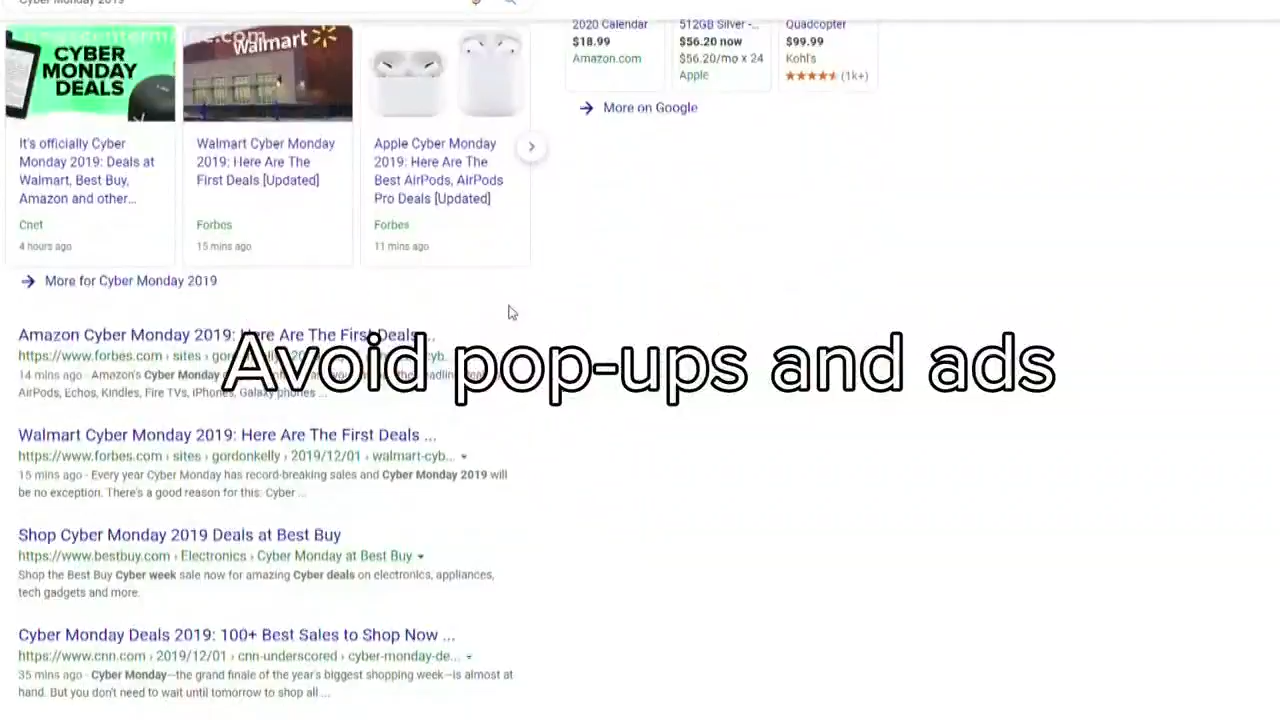 Cyber Monday 2019
newscentermaine.com
CYBER
MONDAY
DEALS
Walmart
It's officially Cyber
Monday 2019: Deals at
Walmart, Best Buy,
Amazon and other...
Cnet
4 hours ago
Walmart Cyber Monday
2019: Here Are The
First Deals [Updated]
Forbes
15 mins ago
Apple Cyber Monday
2019: Here Are The
Best AirPods, AirPods
Pro Deals [Updated]
Forbes
11 mins ago
2020 Calendar
$18.99
Amazon.com
512GB Silver -...
$56.20 now
$56.20/mo x 24
Apple
Quadcopter
$99.99
Kohl's
(1k+)
More on Google
More for Cyber Monday 2019
Amazon Cyber Monday 2019: Here Are The First Deals ...
https://www.forbes.com › sites
14 mins ago - Amazon's Cyber Monday
AirPods, Echos, Kindles, Fire TVs, iPhones, Galaxy phones ...
Avoid pop-ups and ads
Walmart Cyber Monday 2019: Here Are The First Deals ...
https://www.forbes.com › sites › gordonkelly › 2019/12/01 › walmart-cyb...
15 mins ago - Every year Cyber Monday has record-breaking sales and Cyber Monday 2019 will
be no exception. There's a good reason for this: Cyber ...
Shop Cyber Monday 2019 Deals at Best Buy
https://www.bestbuy.com › Electronics › Cyber Monday at Best Buy
Shop the Best Buy Cyber week sale now for amazing Cyber deals on electronics, appliances,
tech gadgets and more.
Cyber Monday Deals 2019: 100+ Best Sales to Shop Now ...
https://www.cnn.com › 2019/12/01 › cnn-underscored › cyber-monday-de...
35 mins ago - Cyber Monday—the grand finale of the year's biggest shopping week—is almost at
hand. But you don't need to wait until tomorrow to shop all ...